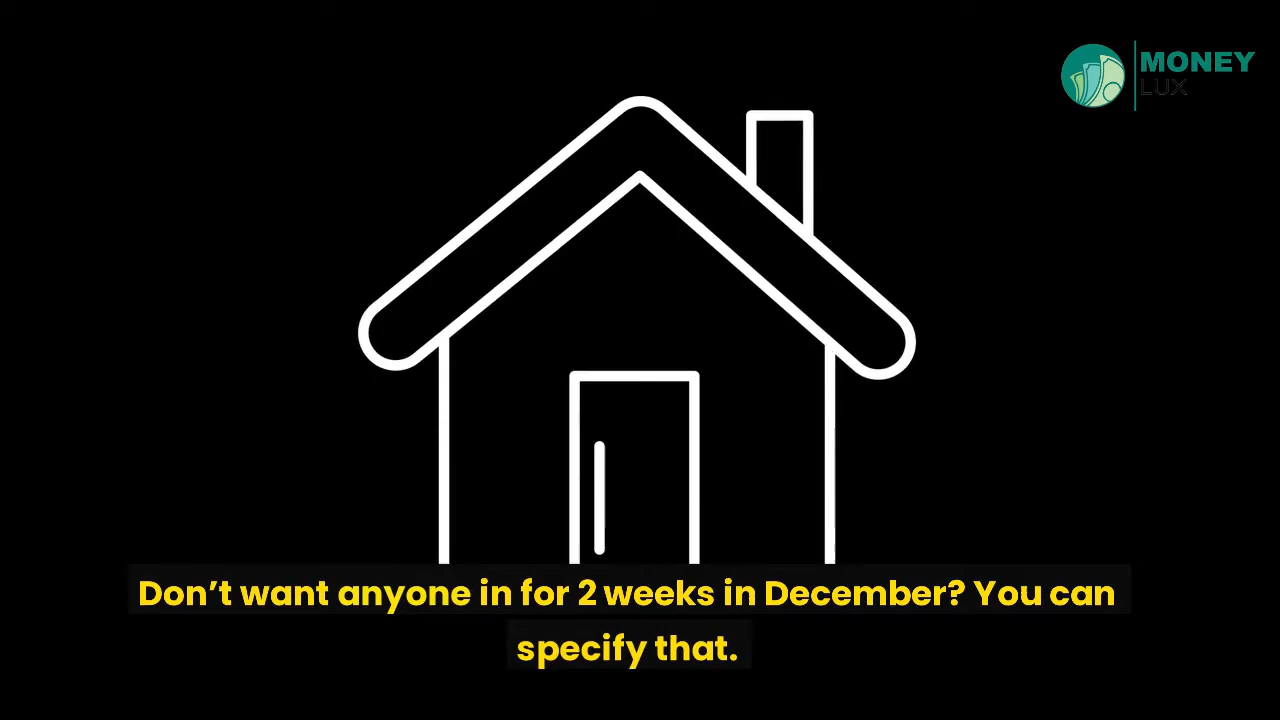 MONEY
LUX
Don’t want anyone in for 2 weeks in December? You can
specify that.